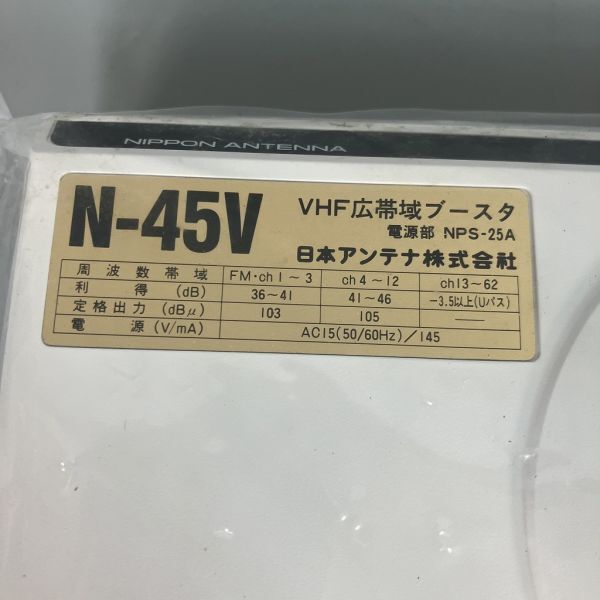 NIPPON ANTENNA
N-45V
VHF広帯域ブースタ
電源部 NPS-25A
日本アンテナ株式会社
周波数帯域 FM・ch1～3 ch4～12 ch13～62
利得(dB) 36～41 41～46 -3.5以上(Uパス)
定格出力(dBμ) 103 105 —
電源(V/mA) AC15(50/60Hz)/145